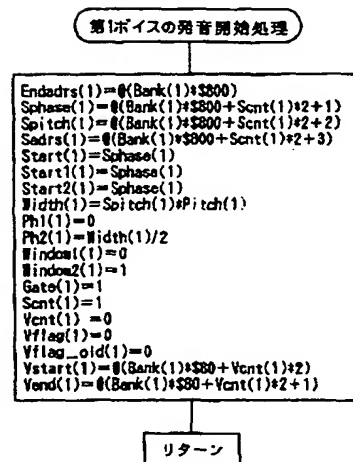 第1ボイスの発音開始処理
Endadrs(1)=@(Bank(1)*$800)
Sphase(1)=@(Bank(1)*$800+Scnt(1)*2+1)
Spitch(1)=@(Bank(1)*$800+Scnt(1)*2+2)
Sadrs(1)=@(Bank(1)*$800+Scnt(1)*2+3)
Start(1)=Sphase(1)
Start1(1)=Sphase(1)
Start2(1)=Sphase(1)
Width(1)=Spitch(1)*Pitch(1)
Ph1(1)=0
Ph2(1)=Width(1)/2
Window1(1)=0
Window2(1)=1
Gate(1)=1
Scnt(1)=1
Vcnt(1) =0
Vflag(1)=0
Vflag_old(1)=0
Vstart(1)=@(Bank(1)*$80+Vcnt(1)*2)
Vend(1)=@(Bank(1)*$80+Vcnt(1)*2+1)
リターン